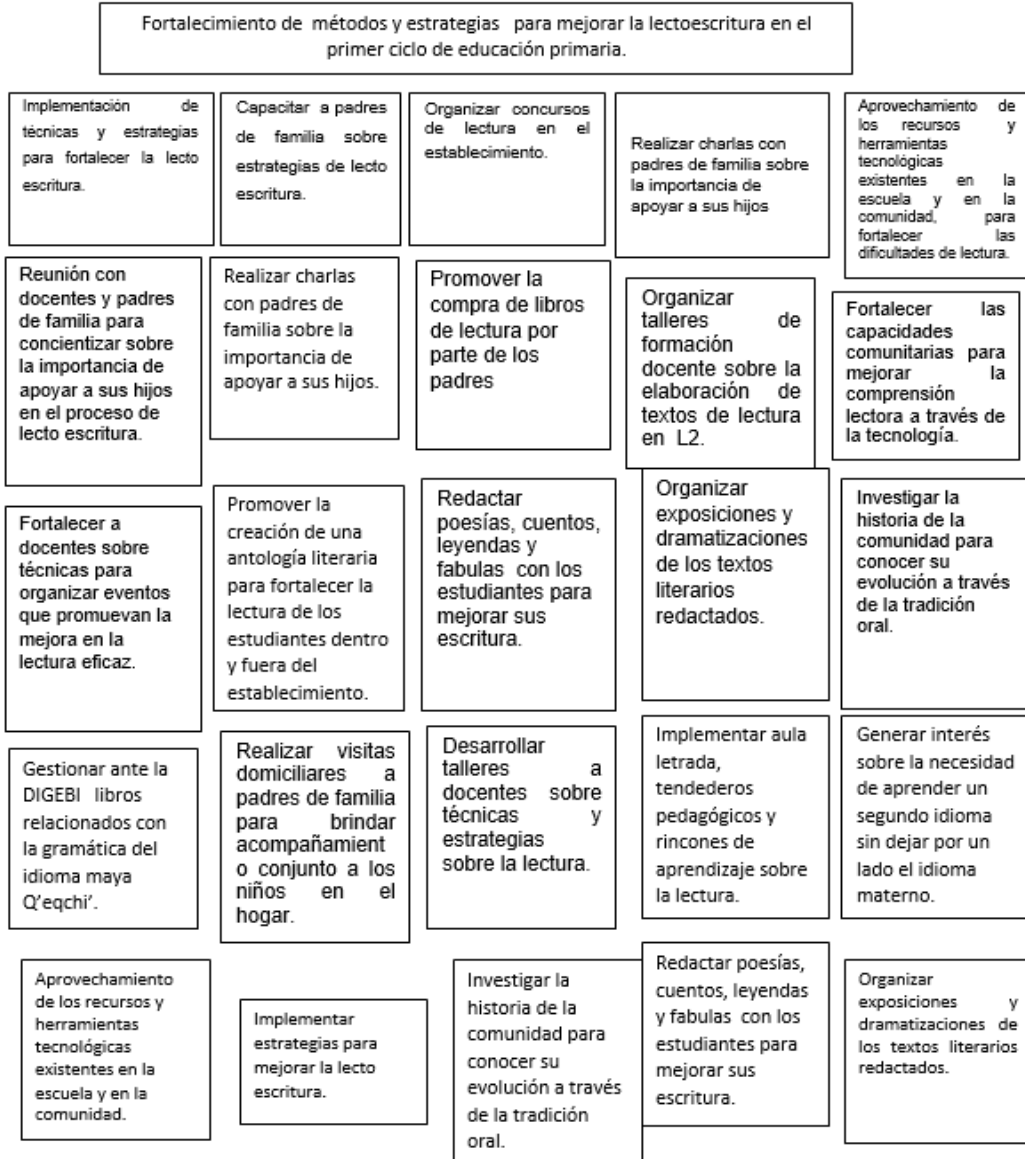 Fortalecimiento de métodos y estrategias para mejorar la lectoescritura en el
primer ciclo de educación primaria.
Implementación de
técnicas y estrategias
para fortalecer la lecto
escritura.
Capacitar a padres
de familia sobre
estrategias de lecto
escritura.
Organizar concursos
de lectura en el
establecimiento.
Realizar charlas con
padres de familia sobre
la importancia de
apoyar a sus hijos
Aprovechamiento de
los recursos y
herramientas
tecnológicas
existentes en la
escuela y en la
comunidad, para
fortalecer las
dificultades de lectura.
Reunión con
docentes y padres
de familia para
concientizar sobre
la importancia de
apoyar a sus hijos
en el proceso de
lecto escritura.
Realizar charlas
con padres de
familia sobre la
importancia de
apoyar a sus hijos.
Promover la
compra de libros
de lectura por
parte de los
padres
Organizar
talleres de
formación
docente sobre la
elaboración de
textos de lectura
en L2.
Fortalecer las
capacidades
comunitarias para
mejorar la
comprensión
lectora a través de
la tecnología.
Fortalecer a
docentes sobre
técnicas para
organizar eventos
que promuevan la
mejora en la
lectura eficaz.
Promover la
creación de una
antología literaria
para fortalecer la
lectura de los
estudiantes dentro
y fuera del
establecimiento.
Redactar
poesías, cuentos,
leyendas y
fabulas con los
estudiantes para
mejorar sus
escritura.
Organizar
exposiciones y
dramatizaciones
de los textos
literarios
redactados.
Investigar la
historia de la
comunidad para
conocer su
evolución a través
de la tradición
oral.
Gestionar ante la
DIGEBI libros
relacionados con
la gramática del
idioma maya
Q’eqchi’.
Realizar visitas
domiciliares a
padres de familia
para brindar
acompañamient
o conjunto a los
niños en el
hogar.
Desarrollar
talleres a
docentes sobre
técnicas y
estrategias
sobre la lectura.
Implementar aula
letrada,
tendederos
pedagógicos y
rincones de
aprendizaje sobre
la lectura.
Generar interés
sobre la necesidad
de aprender un
segundo idioma
sin dejar por un
lado el idioma
materno.
Aprovechamiento
de los recursos y
herramientas
tecnológicas
existentes en la
escuela y en la
comunidad.
Implementar
estrategias para
mejorar la lecto
escritura.
Investigar la
historia de la
comunidad para
conocer su
evolución a través
de la tradición
oral.
Redactar poesías,
cuentos, leyendas
y fabulas con los
estudiantes para
mejorar sus
escritura.
Organizar
exposiciones y
dramatizaciones de
los textos literarios
redactados.